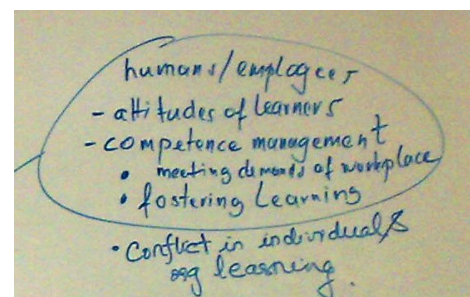 humans/employees
- attitudes of learners
- competence management
• meeting demands of workplace
• fostering Learning
• Conflict in individual &
org learning.